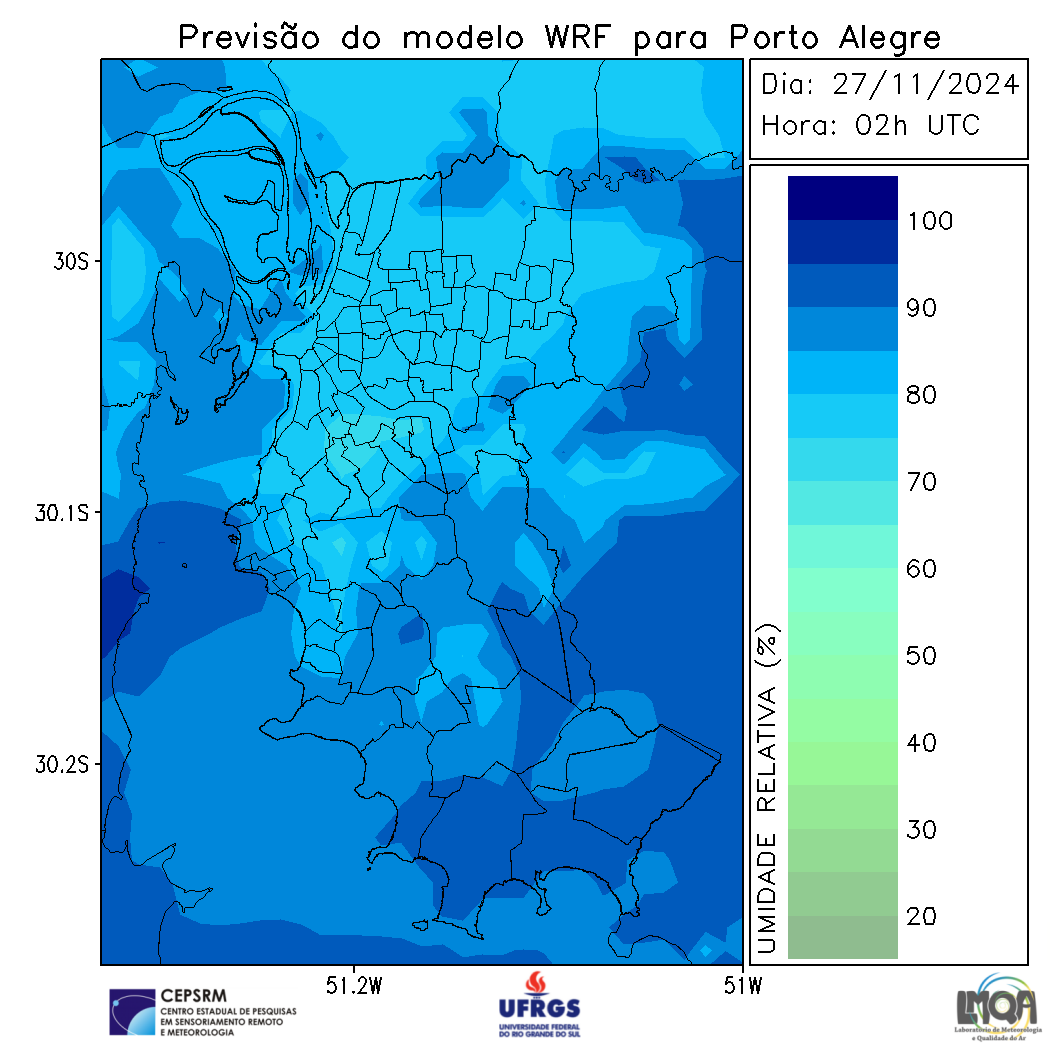 Previsão do modelo WRF para Porto Alegre
Dia: 27/11/2024
Hora: 02h UTC
30S
30.1S
30.2S
51.2W
51W
100
90
80
70
60
50
40
30
20
UMIDADE RELATIVA (%)
CEPSRM
CENTRO ESTADUAL DE PESQUISAS
EM SENSORIAMENTO REMOTO
E METEOROLOGIA
UFRGS
UNIVERSIDADE FEDERAL
DO RIO GRANDE DO SUL
LMQA
Laboratório de Meteorologia
e Qualidade do Ar